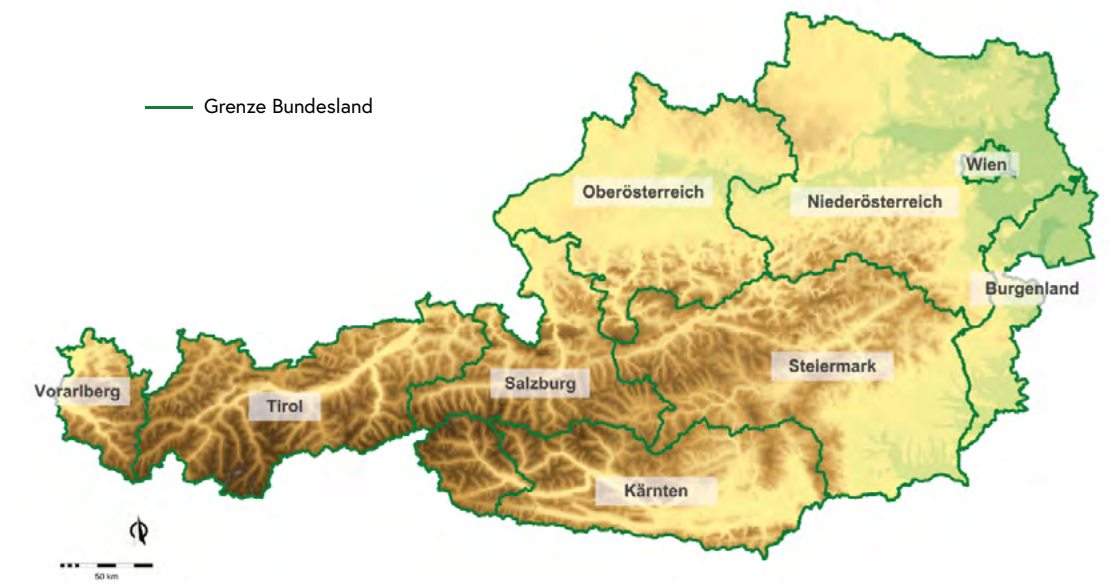 Grenze Bundesland
Wien
Oberösterreich
Niederösterreich
Burgenland
Steiermark
Salzburg
Vorarlberg
Tirol
Kärnten
50 km